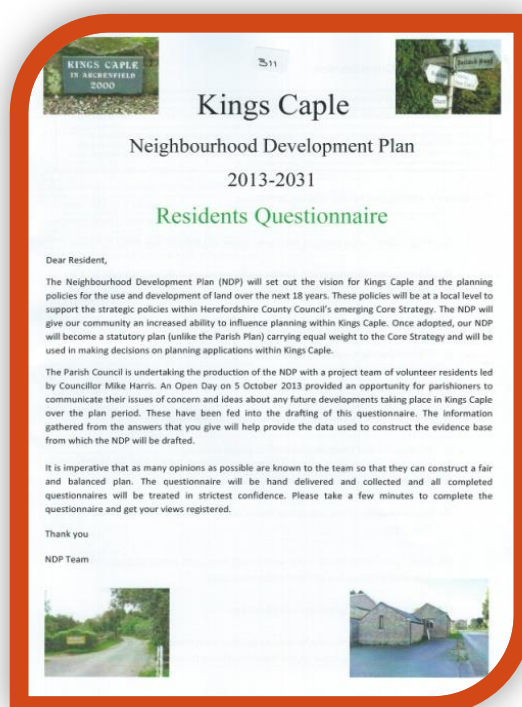 KINGS CAPLE
IN ARCHENFIELD
2000
311
Kings Caple
Neighbourhood Development Plan
2013-2031
Residents Questionnaire
Dear Resident,
The Neighbourhood Development Plan (NDP) will set out the vision for Kings Caple and the planning
policies for the use and development of land over the next 18 years. These policies will be at a local level to
support the strategic policies within Herefordshire County Council's emerging Core Strategy. The NDP will
give our community an increased ability to influence planning within Kings Caple. Once adopted, our NDP
will become a statutory plan (unlike the Parish Plan) carrying equal weight to the Core Strategy and will be
used in making decisions on planning applications within Kings Caple.
The Parish Council is undertaking the production of the NDP with a project team of volunteer residents led
by Councillor Mike Harris. An Open Day on 5 October 2013 provided an opportunity for parishioners to
communicate their issues of concern and ideas about any future developments taking place in Kings Caple
over the plan period. These have been fed into the drafting of this questionnaire. The information
gathered from the answers that you give will help provide the data used to construct the evidence base
from which the NDP will be drafted.
It is imperative that as many opinions as possible are known to the team so that they can construct a fair
and balanced plan. The questionnaire will be hand delivered and collected and all completed
questionnaires will be treated in strictest confidence. Please take a few minutes to complete the
questionnaire and get your views registered.
Thank you
NDP Team